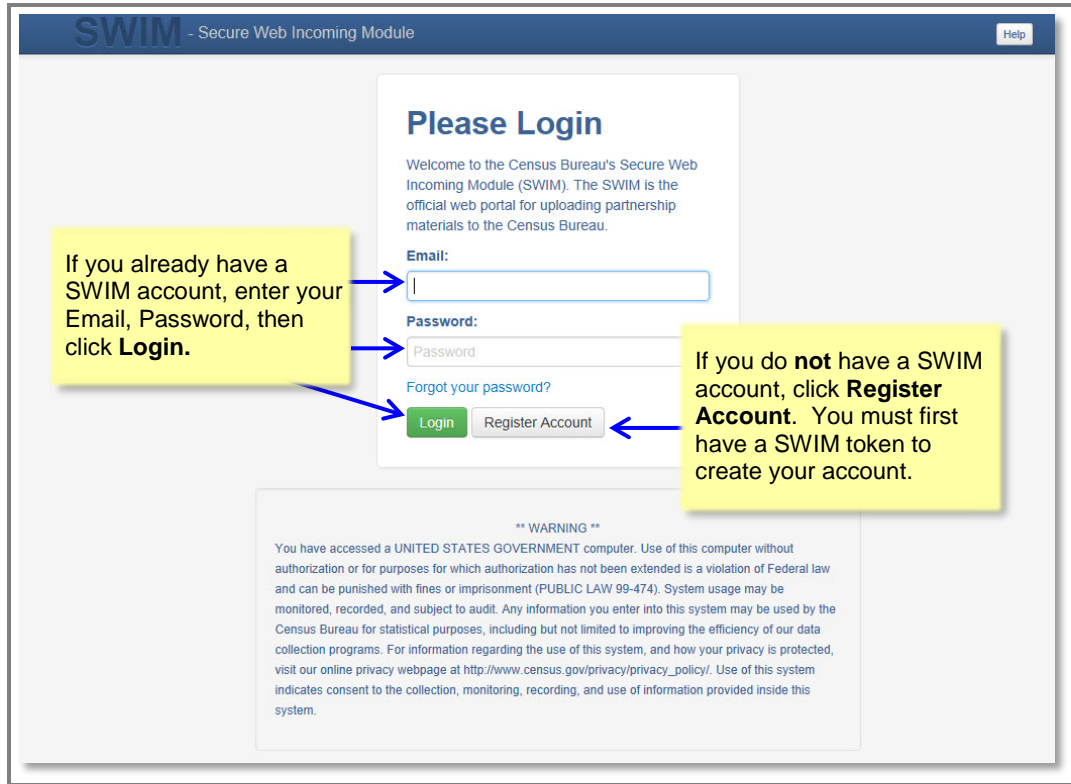 SWIM - Secure Web Incoming Module
Help
Please Login
Welcome to the Census Bureau's Secure Web
Incoming Module (SWIM). The SWIM is the
official web portal for uploading partnership
materials to the Census Bureau.
Email:
Password:
Password
Forgot your password?
Login
Register Account
If you already have a
SWIM account, enter your
Email, Password, then
click Login.
If you do not have a SWIM
account, click Register
Account. You must first
have a SWIM token to
create your account.
** WARNING **
You have accessed a UNITED STATES GOVERNMENT computer. Use of this computer without
authorization or for purposes for which authorization has not been extended is a violation of Federal law
and can be punished with fines or imprisonment (PUBLIC LAW 99-474). System usage may be
monitored, recorded, and subject to audit. Any information you enter into this system may be used by the
Census Bureau for statistical purposes, including but not limited to improving the efficiency of our data
collection programs. For information regarding the use of this system, and how your privacy is protected,
visit our online privacy webpage at http://www.census.gov/privacy/privacy_policy/. Use of this system
indicates consent to the collection, monitoring, recording, and use of information provided inside this
system.